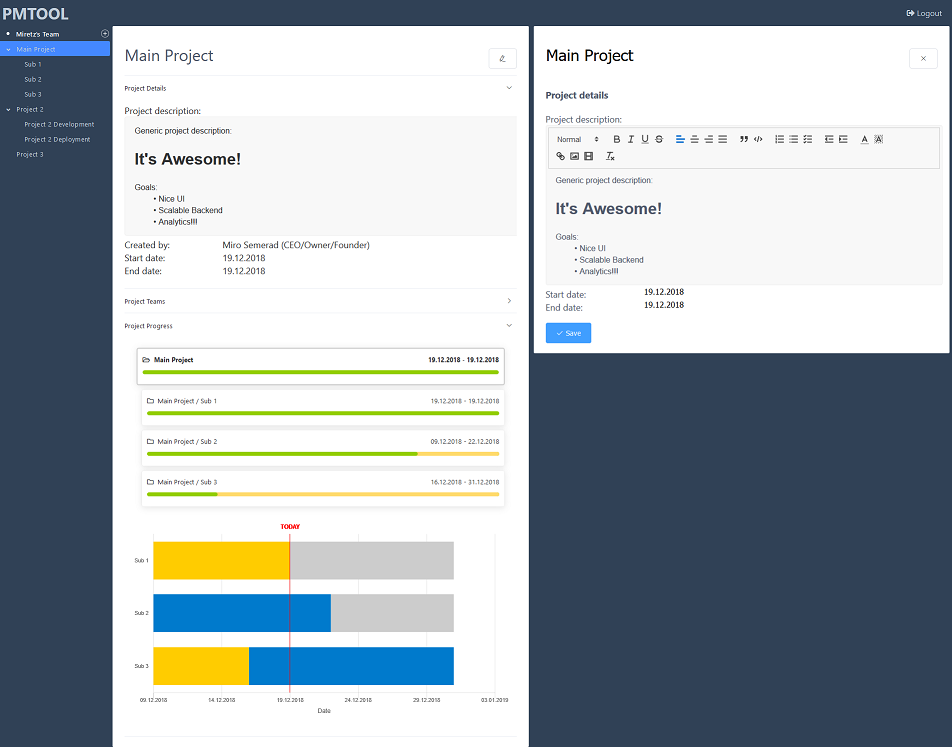 PMTOOL
Logout
Miretz's Team
Main Project
Sub 1
Sub 2
Sub 3
Project 2
Project 2 Development
Project 2 Deployment
Project 3
Main Project
Project Details
Project description:
Generic project description:
It's Awesome!
Goals:
• Nice UI
• Scalable Backend
• Analytics!!!
Created by: Miro Semerad (CEO/Owner/Founder)
Start date: 19.12.2018
End date: 19.12.2018
Project Teams
Project Progress
Main Project 19.12.2018 - 19.12.2018
Main Project / Sub 1 19.12.2018 - 19.12.2018
Main Project / Sub 2 09.12.2018 - 22.12.2018
Main Project / Sub 3 16.12.2018 - 31.12.2018
TODAY
Sub 1
Sub 2
Sub 3
09.12.2018 14.12.2018 19.12.2018 24.12.2018 29.12.2018 03.01.2019
Date
Main Project
Project details
Project description:
Normal
Generic project description:
It's Awesome!
Goals:
• Nice UI
• Scalable Backend
• Analytics!!!
Start date: 19.12.2018
End date: 19.12.2018
Save